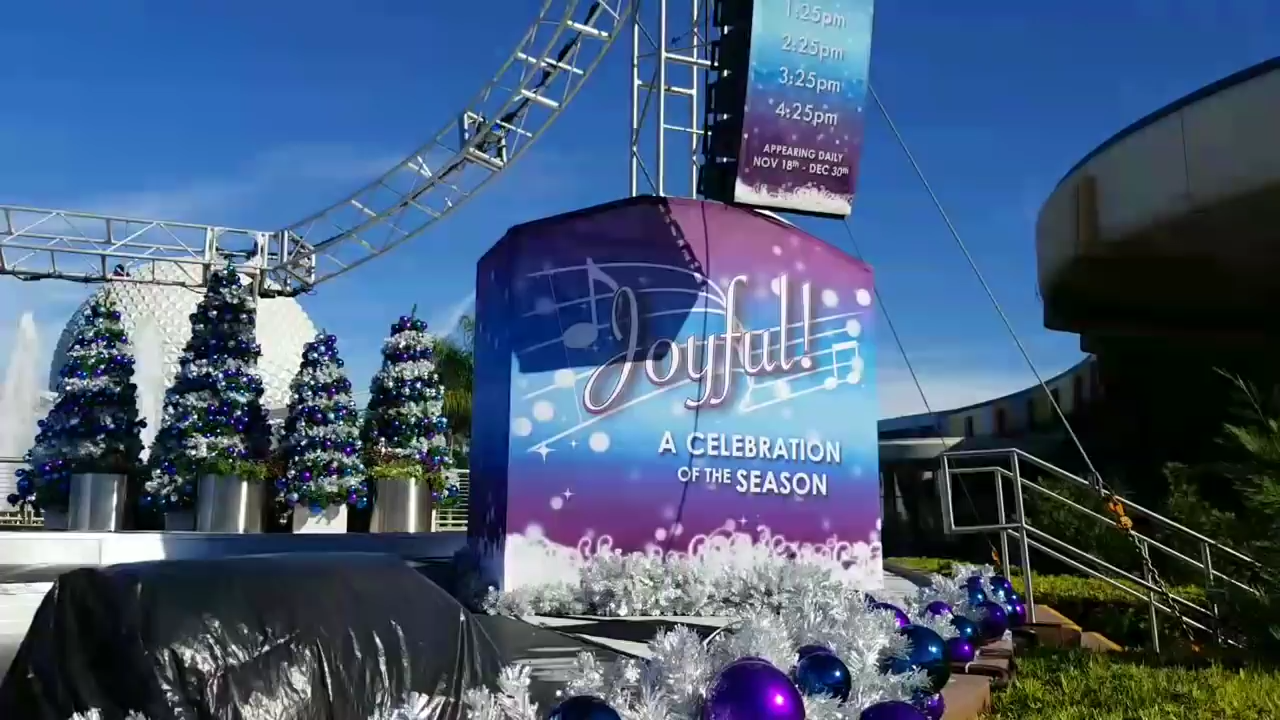 1:25pm
2:25pm
3:25pm
4:25pm
APPEARING DAILY
NOV 18th - DEC 30th
Joyful!
A CELEBRATION
OF THE SEASON